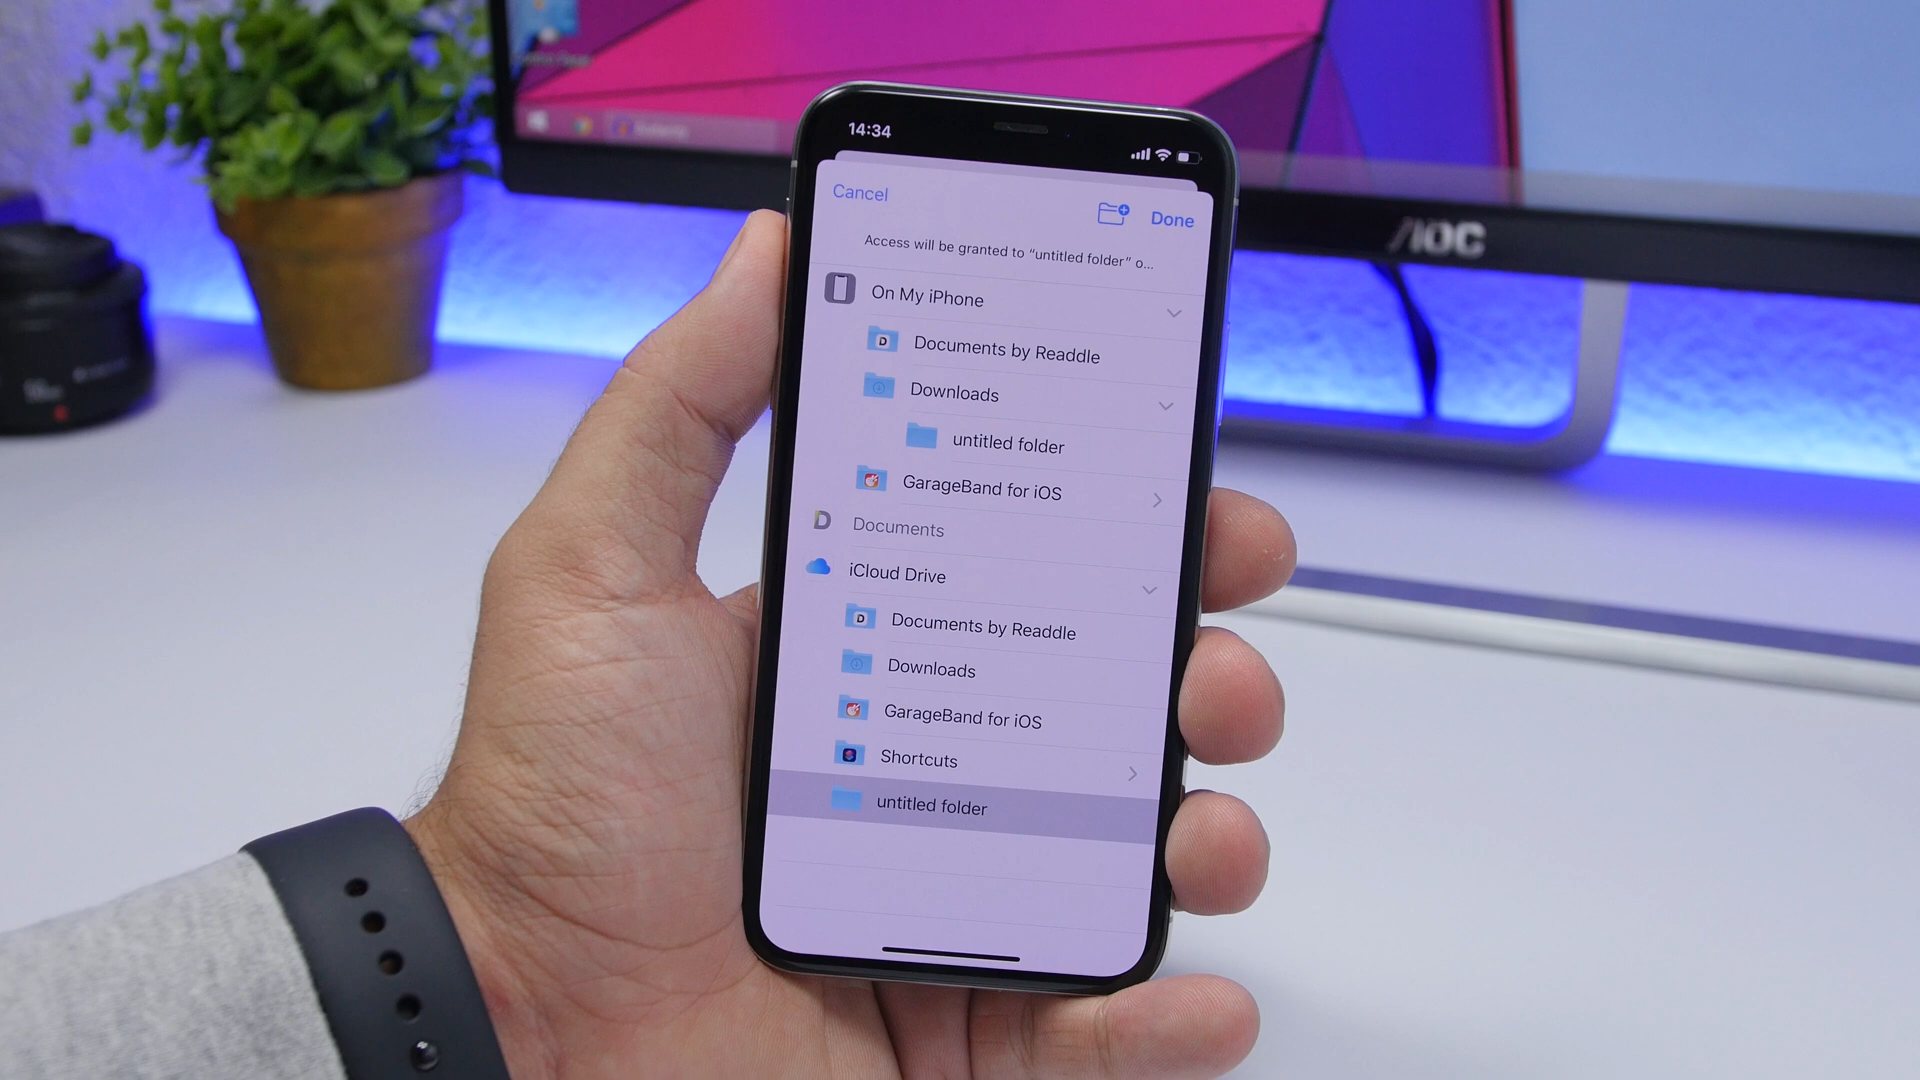 14:34
Cancel
Done
Access will be granted to “untitled folder” o...
On My iPhone
Documents by Readdle
Downloads
untitled folder
GarageBand for iOS
Documents
iCloud Drive
Documents by Readdle
Downloads
GarageBand for iOS
Shortcuts
untitled folder
AOC